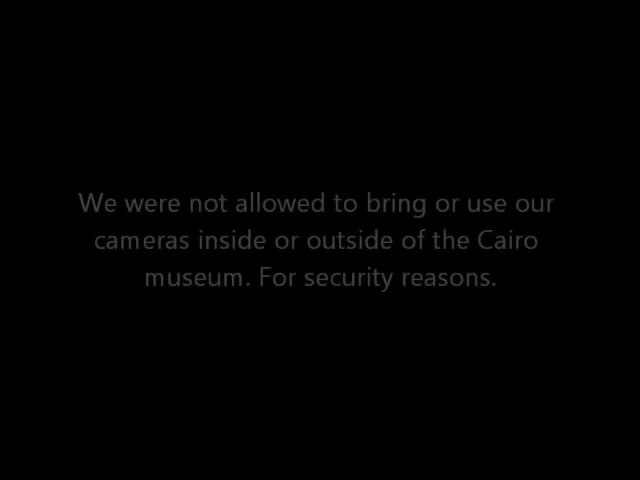 We were not allowed to bring or use our
cameras inside or outside of the Cairo
museum. For security reasons.